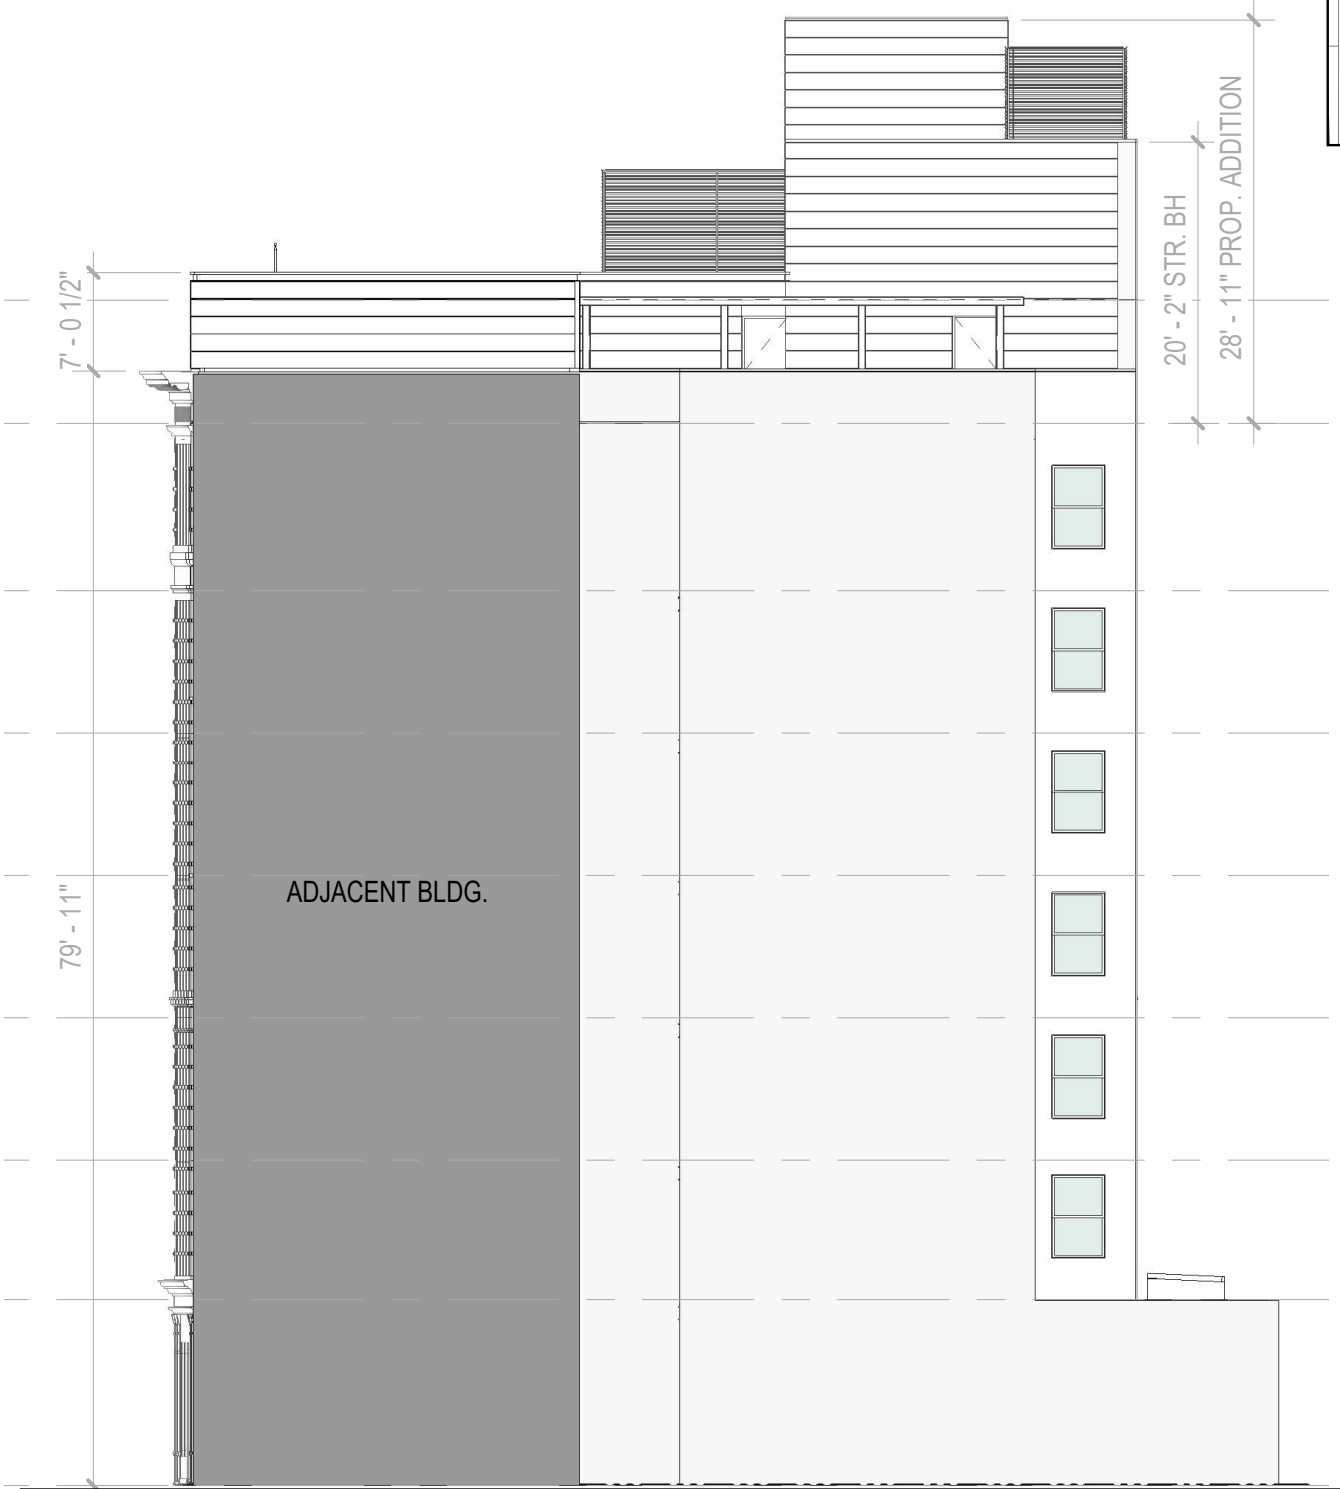 28' - 11" PROP. ADDITION
20' - 2" STR. BH
7' - 0 1/2"
79' - 11"
ADJACENT BLDG.